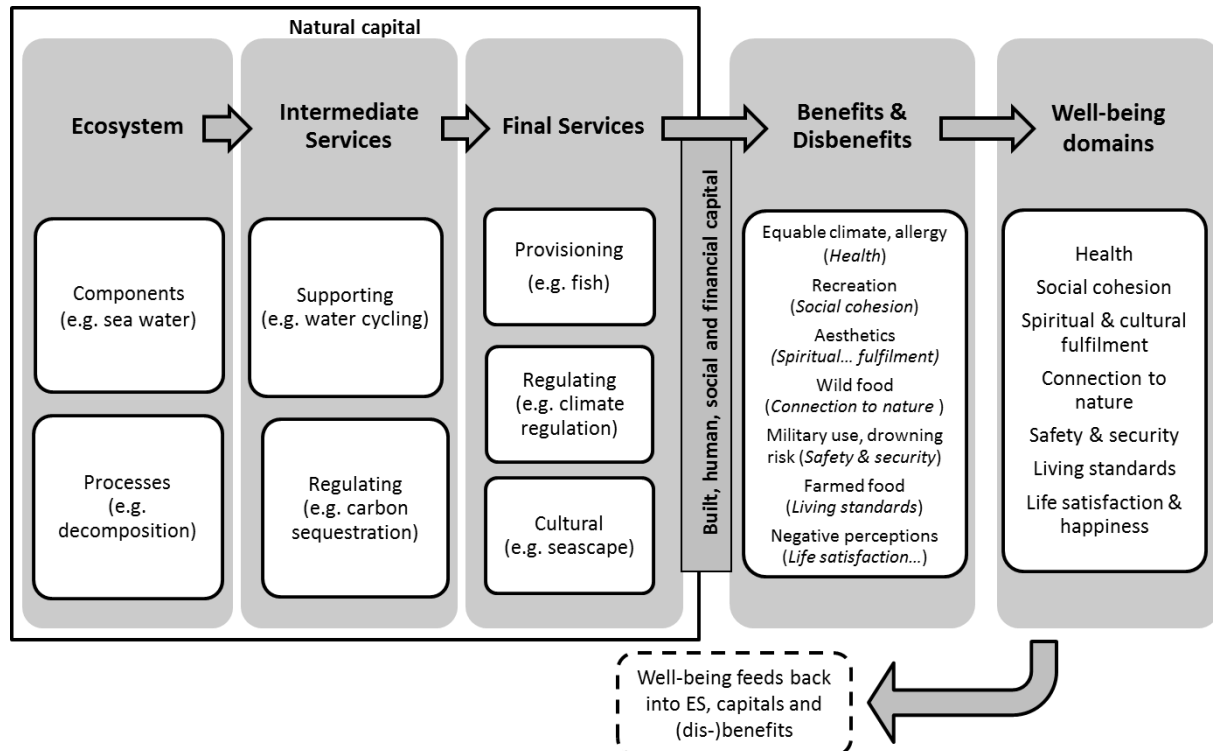 Natural capital
Ecosystem
Intermediate
Services
Final Services
Benefits &
Disbenefits
Well-being
domains
Components
(e.g. sea water)
Processes
(e.g.
decomposition)
Supporting
(e.g. water cycling)
Regulating
(e.g. carbon
sequestration)
Provisioning
(e.g. fish)
Regulating
(e.g. climate
regulation)
Cultural
(e.g. seascape)
Built, human, social and financial capital
Equable climate, allergy
(Health)
Recreation
(Social cohesion)
Aesthetics
(Spiritual... fulfilment)
Wild food
(Connection to nature )
Military use, drowning
risk (Safety & security)
Farmed food
(Living standards)
Negative perceptions
(Life satisfaction...)
Health
Social cohesion
Spiritual & cultural
fulfilment
Connection to
nature
Safety & security
Living standards
Life satisfaction &
happiness
Well-being feeds back
into ES, capitals and
(dis-)benefits